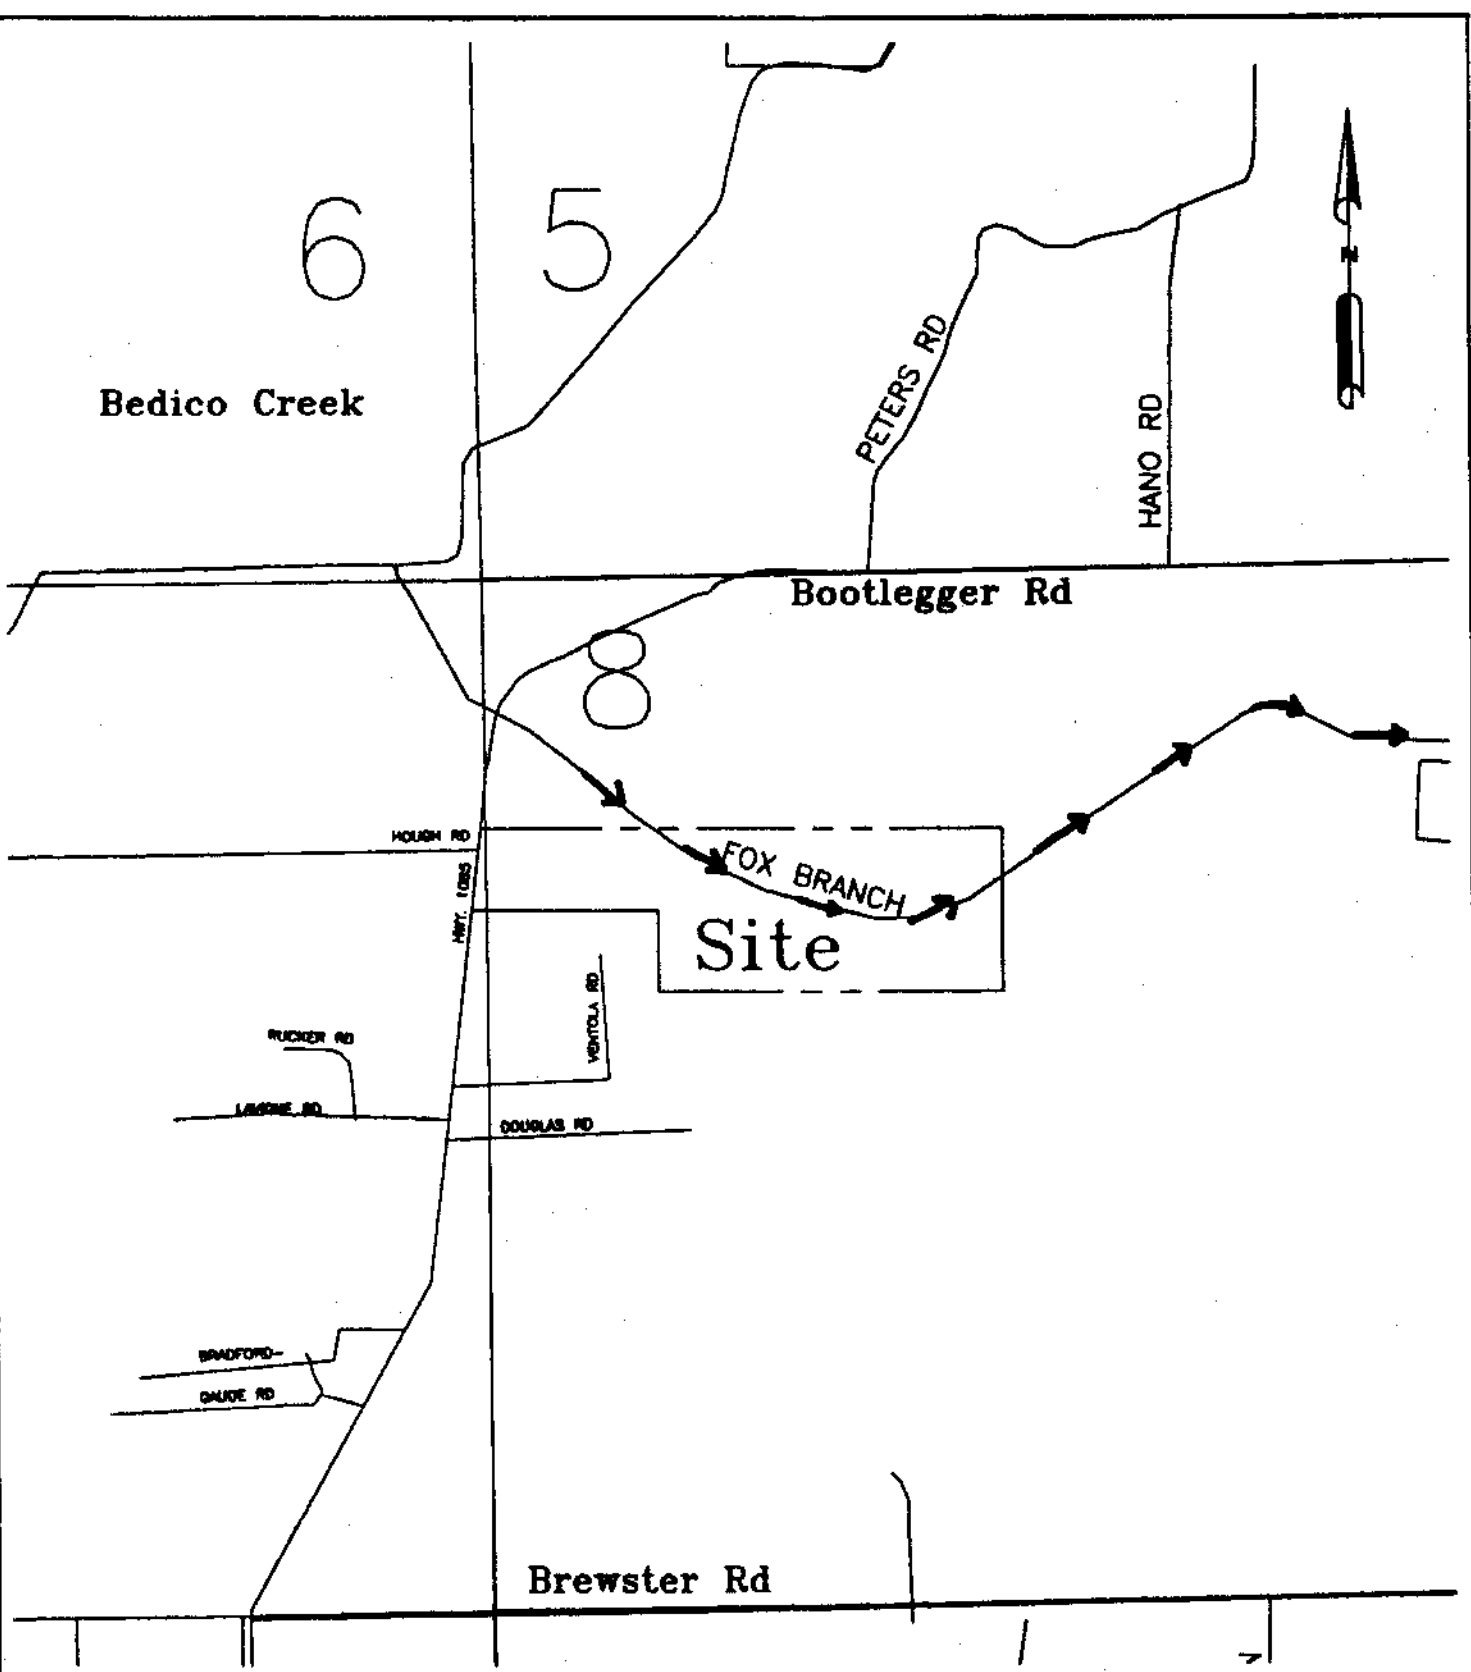 6
5
N
Bedico Creek
PETERS RD
HANO RD
Bootlegger Rd
8
HOUGH RD
HWY. 1085
FOX BRANCH
Site
VENTOLA RD
RUCKER RD
DOUGLAS RD
BRADFORD-
GAUDE RD
Brewster Rd